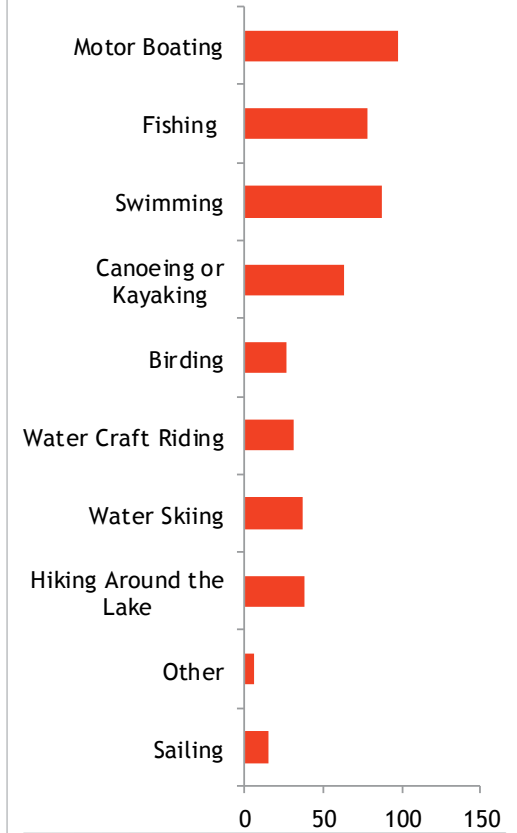 Motor Boating
Fishing
Swimming
Canoeing or
Kayaking
Birding
Water Craft Riding
Water Skiing
Hiking Around the
Lake
Other
Sailing
0 50 100 150